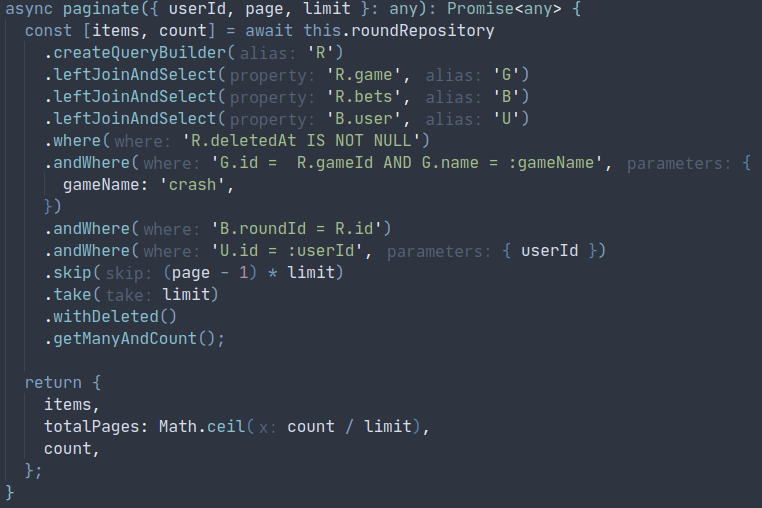 async paginate({ userId, page, limit }: any): Promise<any> {
  const [items, count] = await this.roundRepository
    .createQueryBuilder( alias: 'R')
    .leftJoinAndSelect( property: 'R.game', alias: 'G')
    .leftJoinAndSelect( property: 'R.bets', alias: 'B')
    .leftJoinAndSelect( property: 'B.user', alias: 'U')
    .where( where: 'R.deletedAt IS NOT NULL')
    .andWhere( where: 'G.id =  R.gameId AND G.name = :gameName', parameters: {
      gameName: 'crash',
    })
    .andWhere( where: 'B.roundId = R.id')
    .andWhere( where: 'U.id = :userId', parameters: { userId })
    .skip( skip: (page - 1) * limit)
    .take( take: limit)
    .withDeleted()
    .getManyAndCount();
  return {
    items,
    totalPages: Math.ceil( x: count / limit),
    count,
  };
}